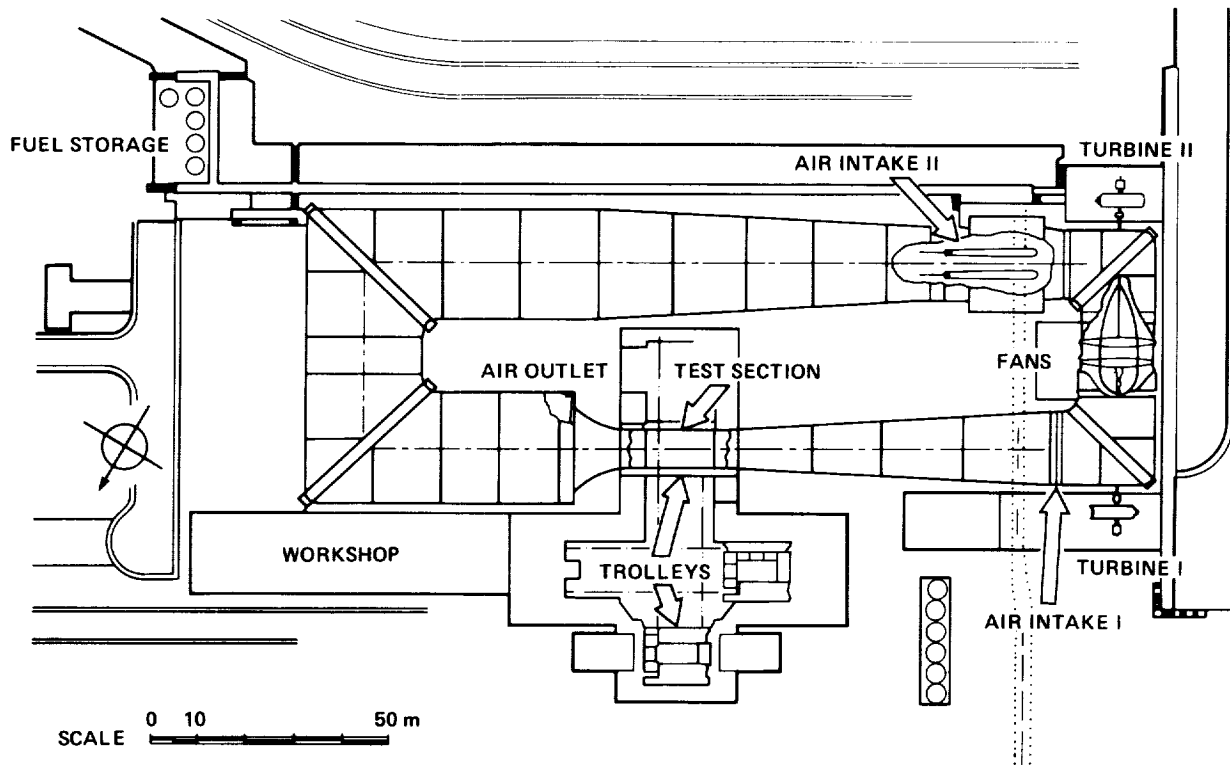 FUEL STORAGE
AIR INTAKE II
TURBINE II
AIR OUTLET
TEST SECTION
FANS
WORKSHOP
TROLLEYS
TURBINE I
AIR INTAKE I
SCALE 0 10 50 m